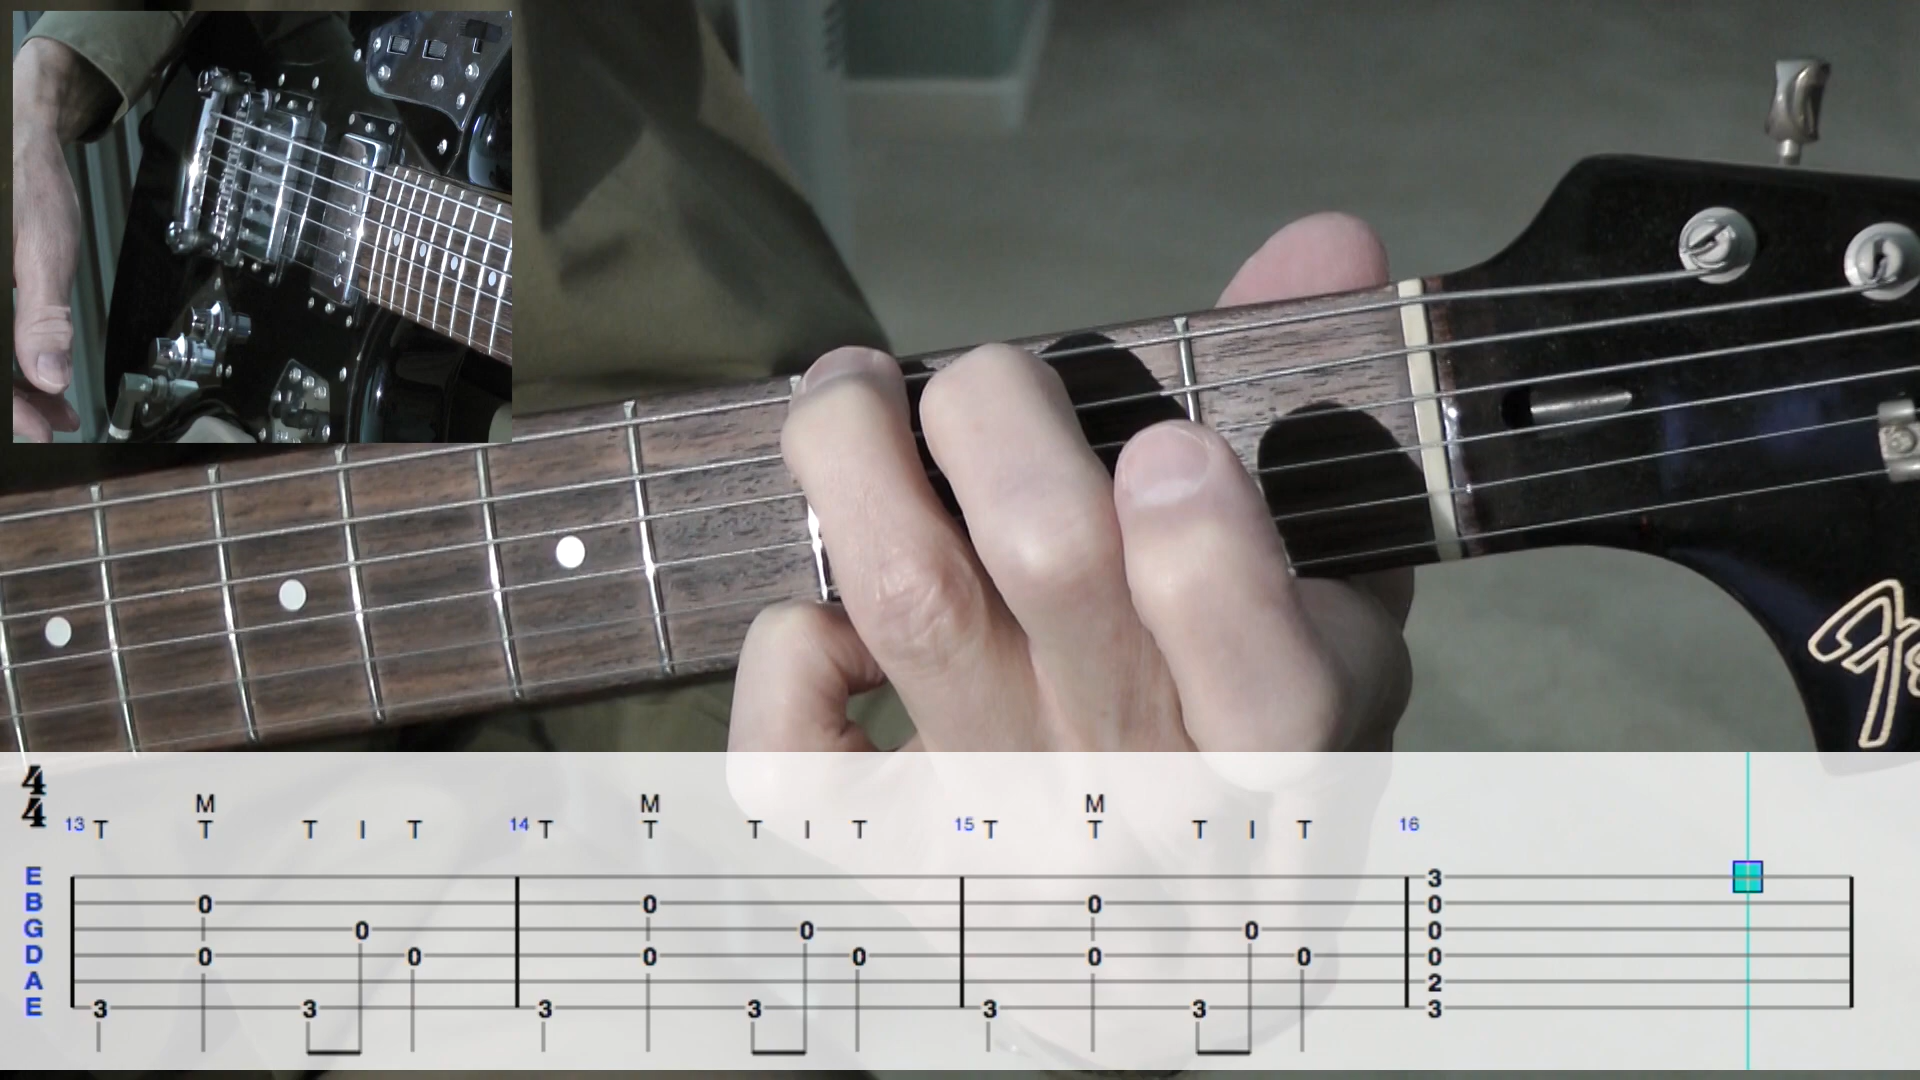 Fe
4
4
M M M
13 T T T I T 14 T T T I T 15 T T T I T 16
E 3
B 0 0 0 0
G 0 0 0 0
D 0 0 0 0 0 0 0
A 2
E 3 3 3 3 3 3 3